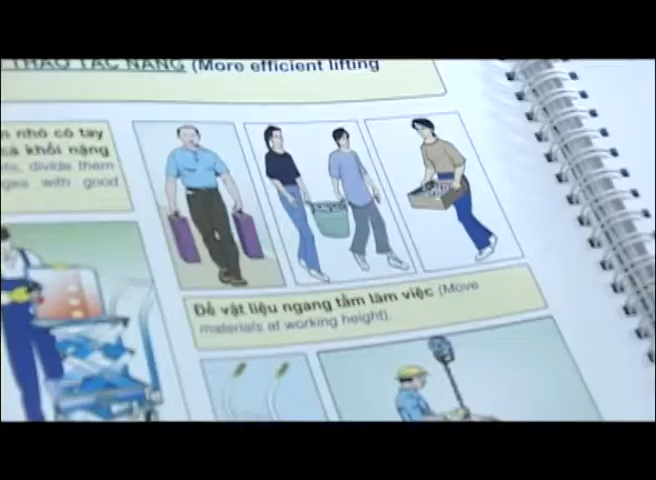 THAO TÁC NÂNG (More efficient lifting
nhỏ có tay
cả khối nặng
divide them
with good
Để vật liệu ngang tầm làm việc (Move
materials at working height).